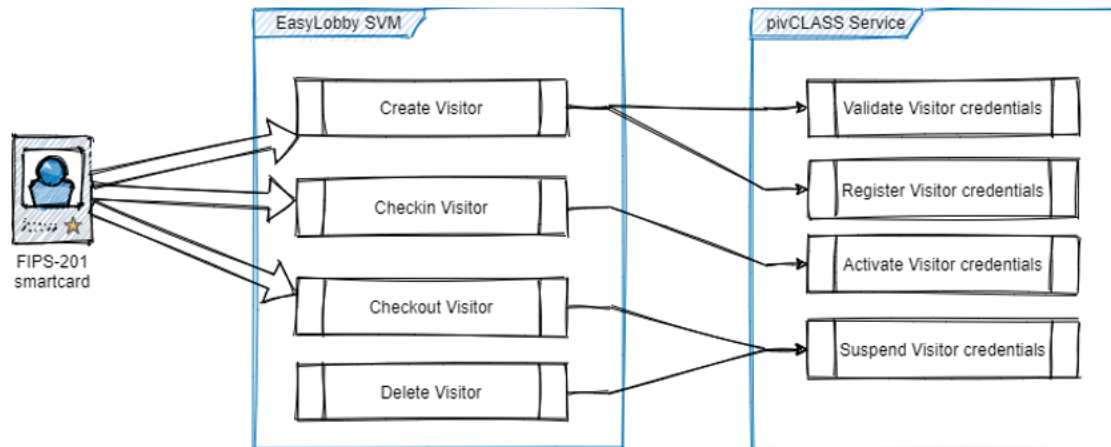 EasyLobby SVM
pivCLASS Service
Create Visitor
Validate Visitor credentials
Checkin Visitor
Register Visitor credentials
FIPS-201
smartcard
Activate Visitor credentials
Checkout Visitor
Suspend Visitor credentials
Delete Visitor